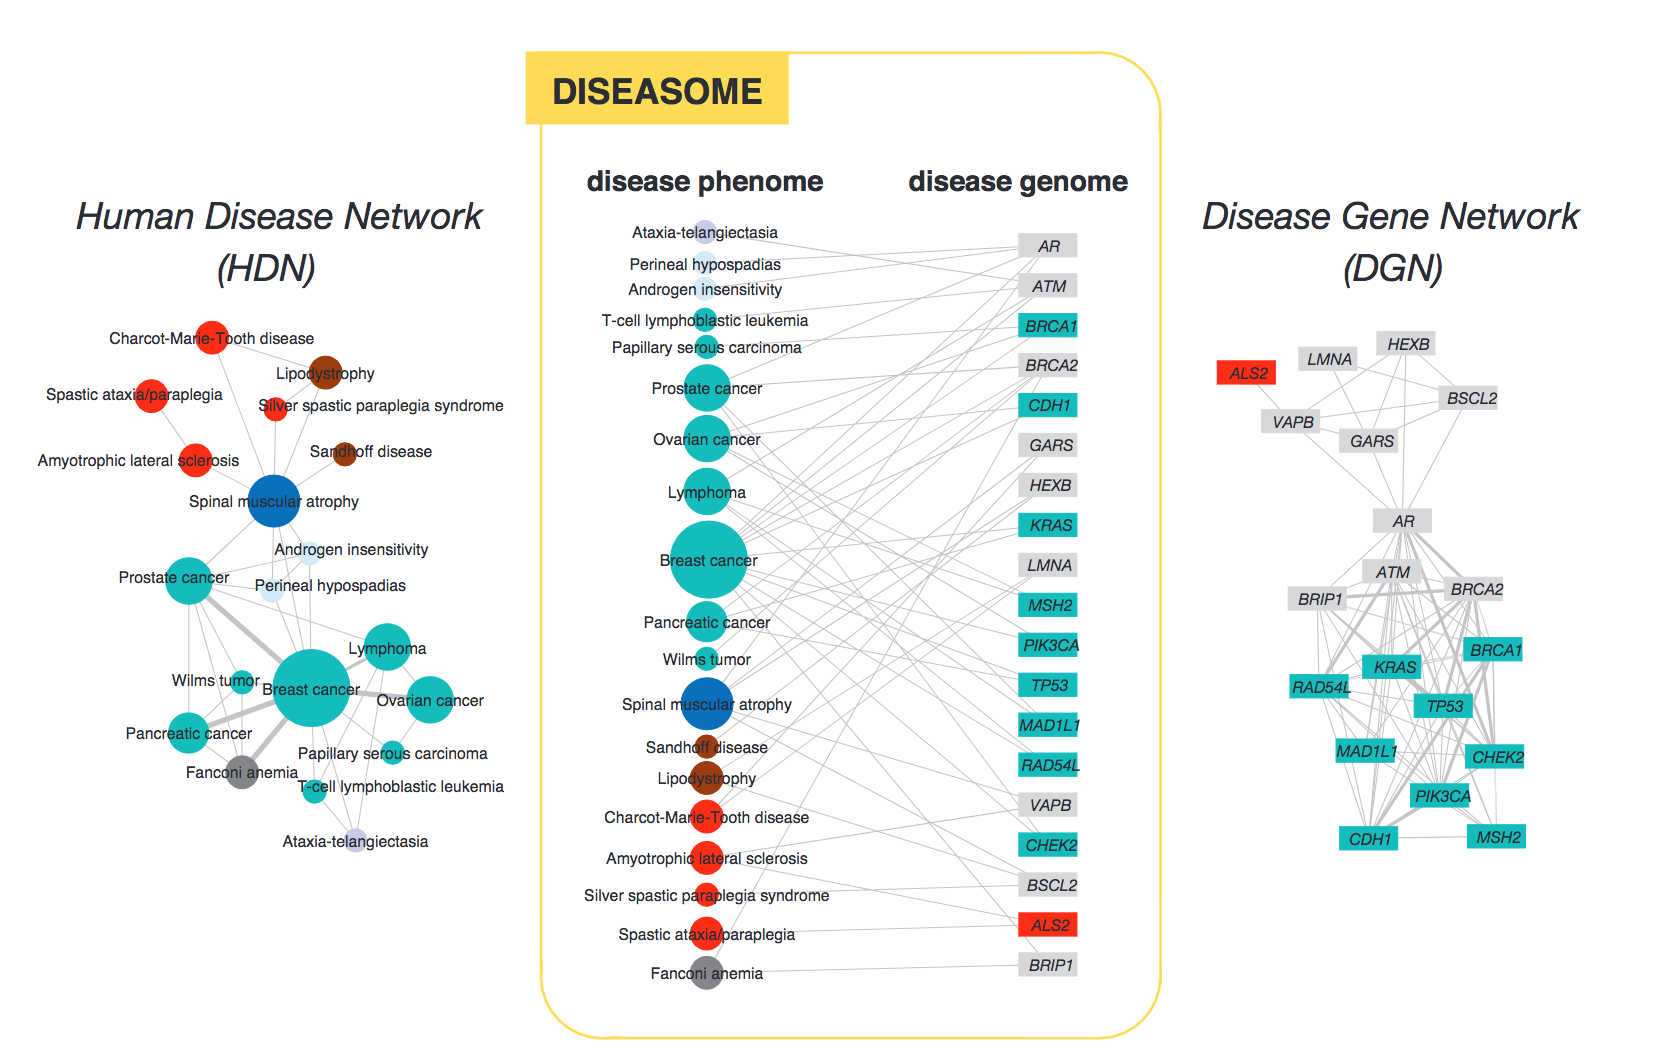 DISEASOME
Human Disease Network
(HDN)
Charcot-Marie-Tooth disease
Lipodystrophy
Spastic ataxia/paraplegia
Silver spastic paraplegia syndrome
Sandhoff disease
Amyotrophic lateral sclerosis
Spinal muscular atrophy
Androgen insensitivity
Prostate cancer
Perineal hypospadias
Lymphoma
Wilms tumor
Breast cancer
Ovarian cancer
Pancreatic cancer
Papillary serous carcinoma
Fanconi anemia
T-cell lymphoblastic leukemia
Ataxia-telangiectasia
disease phenome
Ataxia-telangiectasia
Perineal hypospadias
Androgen insensitivity
T-cell lymphoblastic leukemia
Papillary serous carcinoma
Prostate cancer
Ovarian cancer
Lymphoma
Breast cancer
Pancreatic cancer
Wilms tumor
Spinal muscular atrophy
Sandhoff disease
Lipodystrophy
Charcot-Marie-Tooth disease
Amyotrophic lateral sclerosis
Silver spastic paraplegia syndrome
Spastic ataxia/paraplegia
Fanconi anemia
disease genome
AR
ATM
BRCA1
BRCA2
CDH1
GARS
HEXB
KRAS
LMNA
MSH2
PIK3CA
TP53
MAD1L1
RAD54L
VAPB
CHEK2
BSCL2
ALS2
BRIP1
Disease Gene Network
(DGN)
HEXB
LMNA
ALS2
BSCL2
VAPB
GARS
AR
ATM
BRCA2
BRIP1
BRCA1
KRAS
RAD54L
TP53
MAD1L1
CHEK2
PIK3CA
CDH1
MSH2